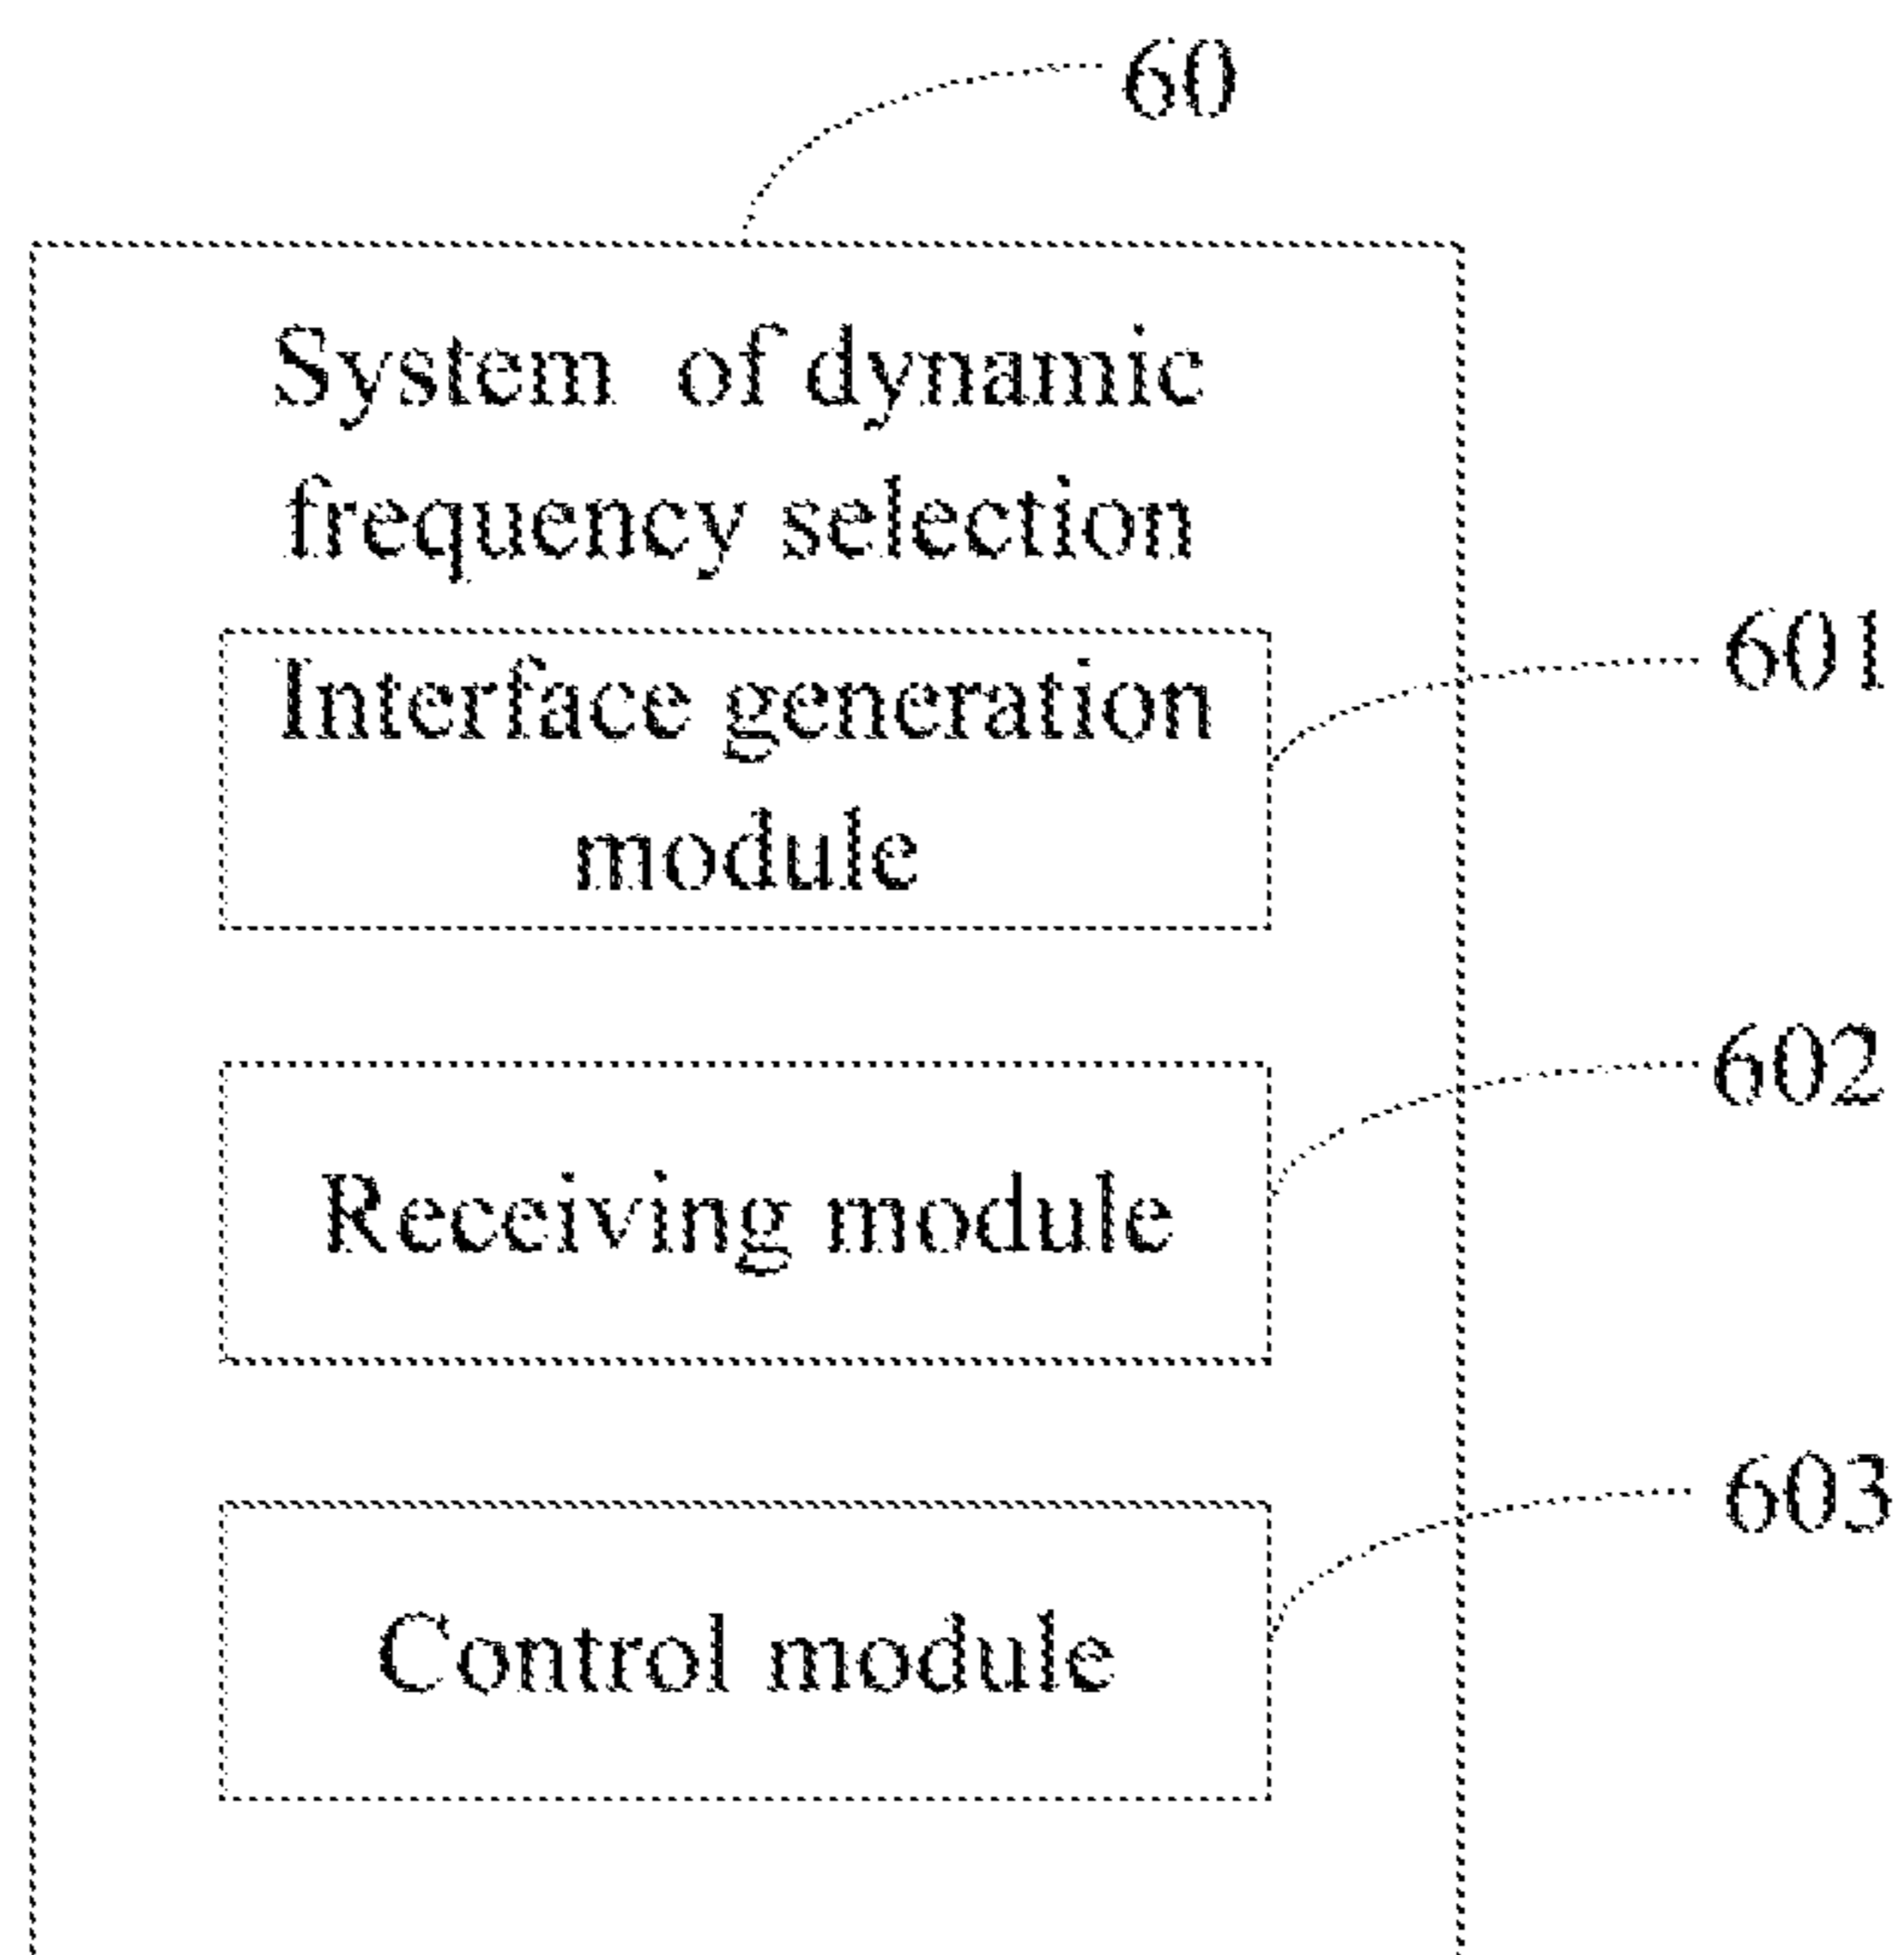 60
System of dynamic
frequency selection
Interface generation
module
601
Receiving module
602
Control module
603